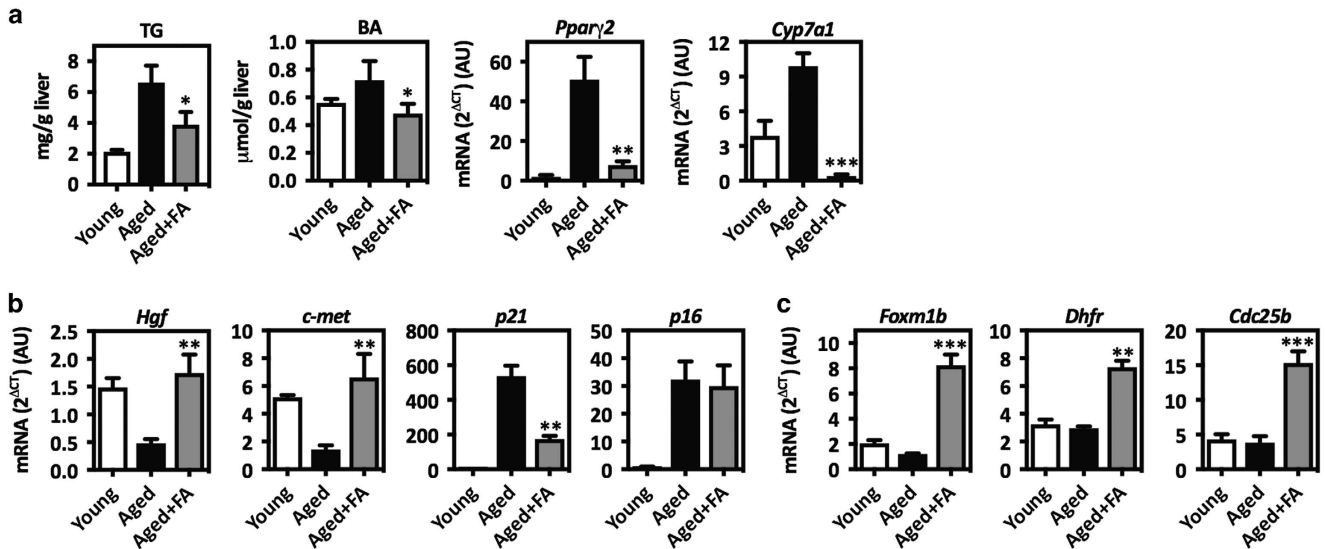 a
TG
mg/g liver
8
6
4
2
0
*
Young
Aged
Aged+FA
BA
μmol/g liver
1.0
0.8
0.6
0.4
0.2
0.0
*
Young
Aged
Aged+FA
Pparγ2
mRNA (2^ΔCT) (AU)
60
40
20
0
**
Young
Aged
Aged+FA
Cyp7a1
mRNA (2^ΔCT) (AU)
12
9
6
3
0
***
Young
Aged
Aged+FA
b
Hgf
mRNA (2^ΔCT) (AU)
2.5
2.0
1.5
1.0
0.5
0.0
**
Young
Aged
Aged+FA
c-met
10
8
6
4
2
0
**
Young
Aged
Aged+FA
p21
800
600
400
200
0
**
Young
Aged
Aged+FA
p16
50
40
30
20
10
0
Young
Aged
Aged+FA
c
Foxm1b
mRNA (2^ΔCT) (AU)
10
8
6
4
2
0
***
Young
Aged
Aged+FA
Dhfr
10
8
6
4
2
0
**
Young
Aged
Aged+FA
Cdc25b
20
15
10
5
0
***
Young
Aged
Aged+FA